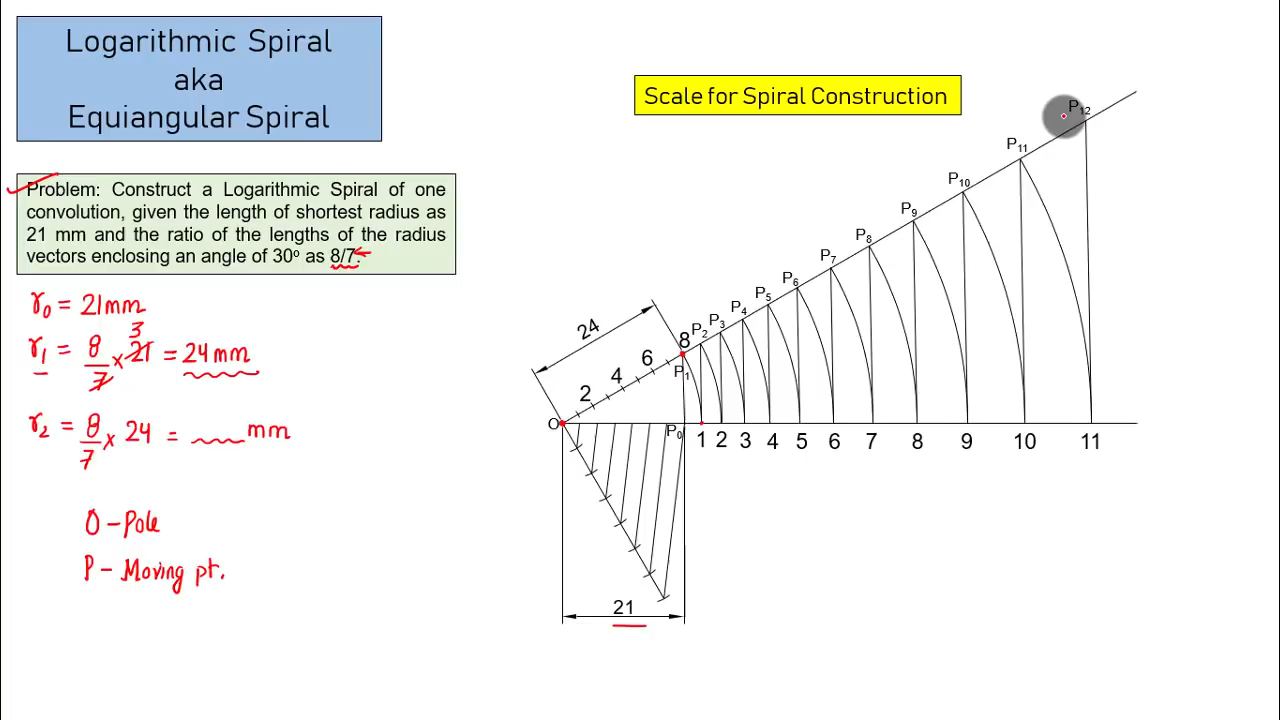 Logarithmic Spiral
aka
Equiangular Spiral
Scale for Spiral Construction
Problem: Construct a Logarithmic Spiral of one
convolution, given the length of shortest radius as
21 mm and the ratio of the lengths of the radius
vectors enclosing an angle of 30° as 8/7.
r₀ = 21mm
r₁ = 8/7 × 21 3 = 24mm
r₂ = 8/7 × 24 = ___ mm
O - Pole
P - Moving pt.
24
O
2
4
6
8
P₀
P₁
P₂
P₃
P₄
P₅
P₆
P₇
P₈
P₉
P₁₀
P₁₁
P₁₂
1 2 3 4 5 6 7 8 9 10 11
21